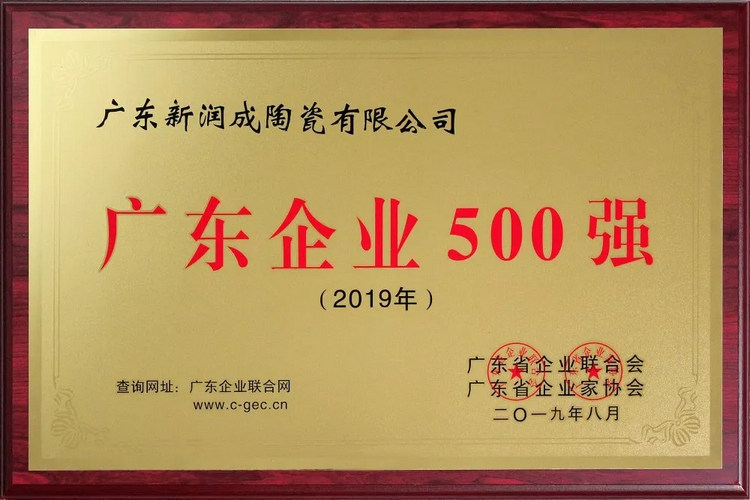 广东新润成陶瓷有限公司
广东企业500强
（2019年）
广东省企业联合会
广东省企业家协会
二〇一九年八月
查询网址：广东企业联合网
www.c-gec.cn